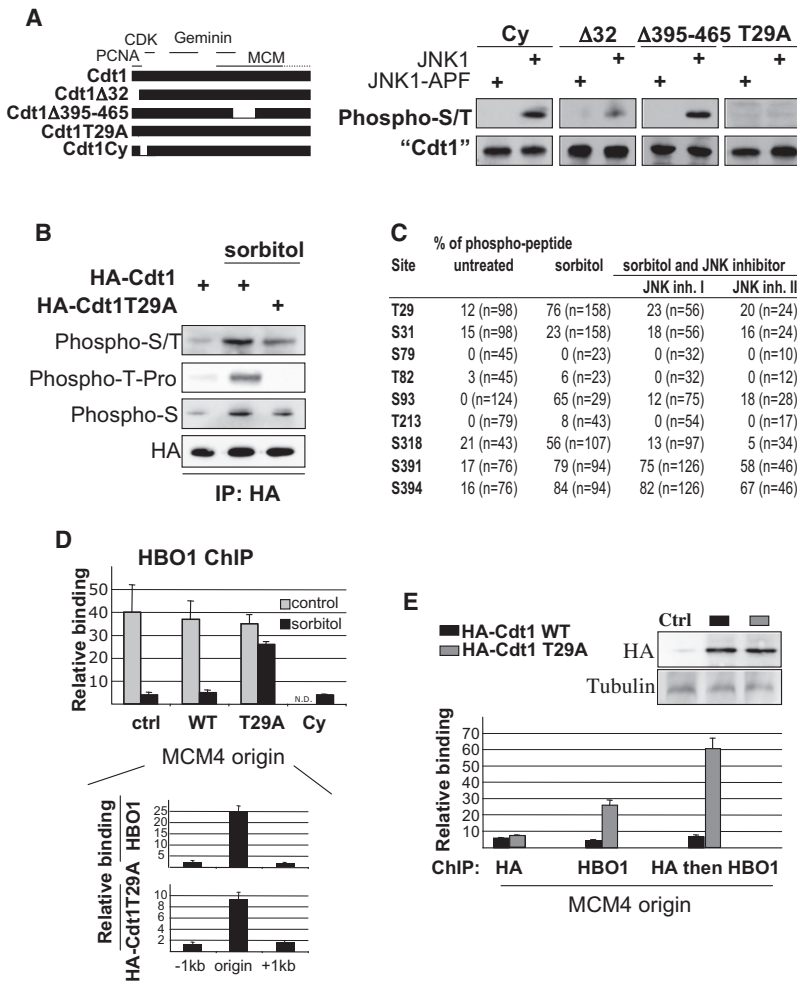 A
CDK
Geminin
PCNA
MCM
Cdt1
Cdt1Δ32
Cdt1Δ395-465
Cdt1T29A
Cdt1Cy
Cy Δ32 Δ395-465 T29A
JNK1 + + + +
JNK1-APF + + + +
Phospho-S/T
“Cdt1”
B
sorbitol
HA-Cdt1 + +
HA-Cdt1T29A +
Phospho-S/T
Phospho-T-Pro
Phospho-S
HA
IP: HA
C
% of phospho-peptide
Site untreated sorbitol sorbitol and JNK inhibitor
JNK inh. I JNK inh. II
T29 12 (n=98) 76 (n=158) 23 (n=56) 20 (n=24)
S31 15 (n=98) 23 (n=158) 18 (n=56) 16 (n=24)
S79 0 (n=45) 0 (n=23) 0 (n=32) 0 (n=10)
T82 3 (n=45) 6 (n=23) 0 (n=32) 0 (n=12)
S93 0 (n=124) 65 (n=29) 12 (n=75) 18 (n=28)
T213 0 (n=79) 8 (n=43) 0 (n=54) 0 (n=17)
S318 21 (n=43) 56 (n=107) 13 (n=97) 5 (n=34)
S391 17 (n=76) 79 (n=94) 75 (n=126) 58 (n=46)
S394 16 (n=76) 84 (n=94) 82 (n=126) 67 (n=46)
D
HBO1 ChIP
Relative binding
50
40
30
20
10
control
sorbitol
N.D.
ctrl WT T29A Cy
MCM4 origin
Relative binding
HBO1
25
20
15
10
5
Relative binding
HA-Cdt1T29A
10
8
6
4
2
-1kb origin +1kb
E
HA-Cdt1 WT
HA-Cdt1 T29A
Ctrl
HA
Tubulin
Relative binding
70
60
50
40
30
20
10
ChIP: HA HBO1 HA then HBO1
MCM4 origin